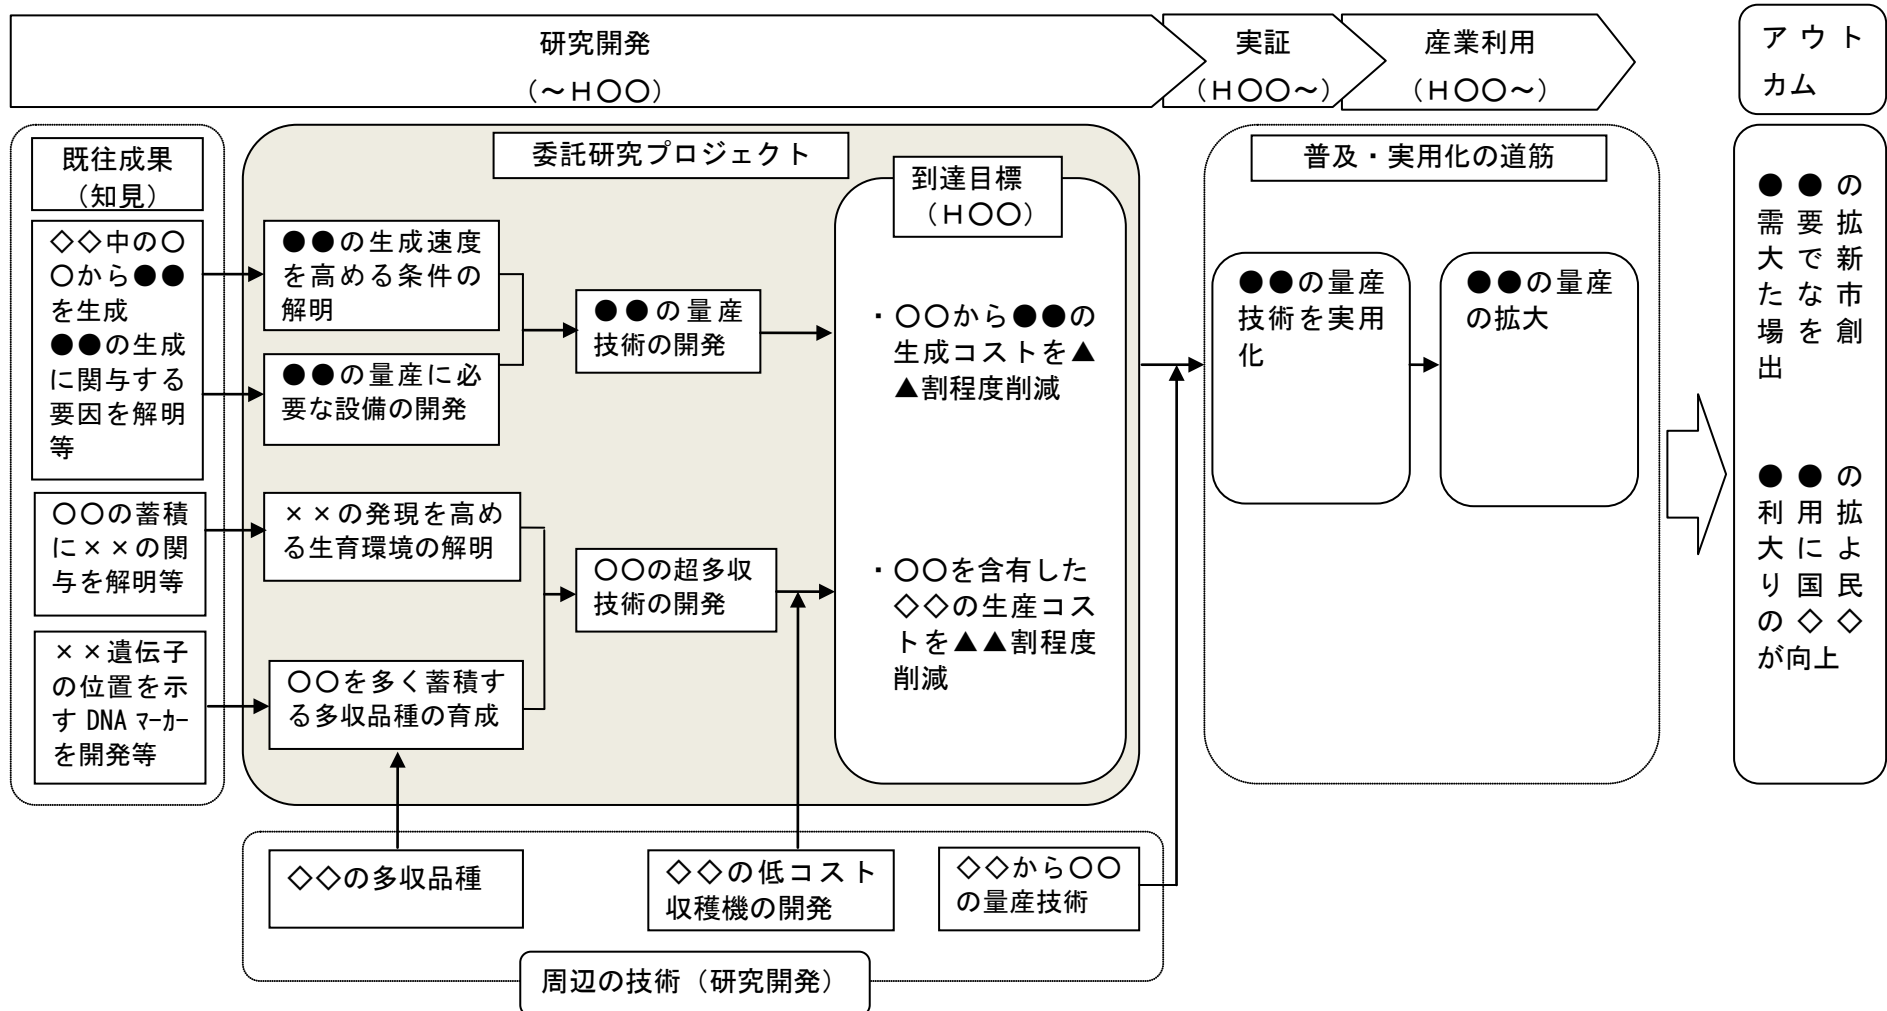 研究開発
（～Ｈ〇〇）
実証
（Ｈ〇〇～）
産業利用
（Ｈ〇〇～）
アウト
カム
既往成果
（知見）
◇◇中の〇
〇から●●
を生成
●●の生成
に関与する
要因を解明
等
〇〇の蓄積
に××の関
与を解明等
××遺伝子
の位置を示
す DNA ﾏｰｶｰ
を開発等
委託研究プロジェクト
●●の生成速度
を高める条件の
解明
●●の量産に必
要な設備の開発
●●の量産
技術の開発
××の発現を高め
る生育環境の解明
〇〇を多く蓄積す
る多収品種の育成
〇〇の超多収
技術の開発
到達目標
（Ｈ〇〇）
・〇〇から●●の
生成コストを▲
▲割程度削減
・〇〇を含有した
◇◇の生産コス
トを▲▲割程度
削減
普及・実用化の道筋
●●の量産
技術を実用
化
●●の量産
の拡大
●●の
需要拡
大で新
たな市
場を創
出
●●の
利用拡
大によ
り国民
の◇◇
が向上
◇◇の多収品種
◇◇の低コスト
収穫機の開発
◇◇から〇〇
の量産技術
周辺の技術（研究開発）